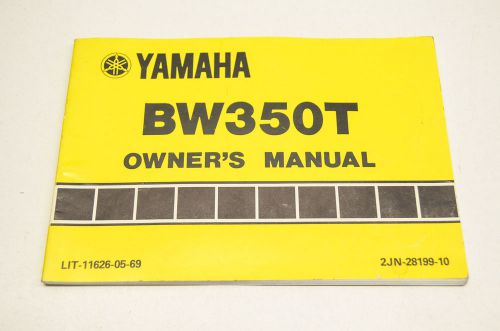 YAMAHA
BW350T
OWNER'S MANUAL
LIT-11626-05-69 2JN-28199-10